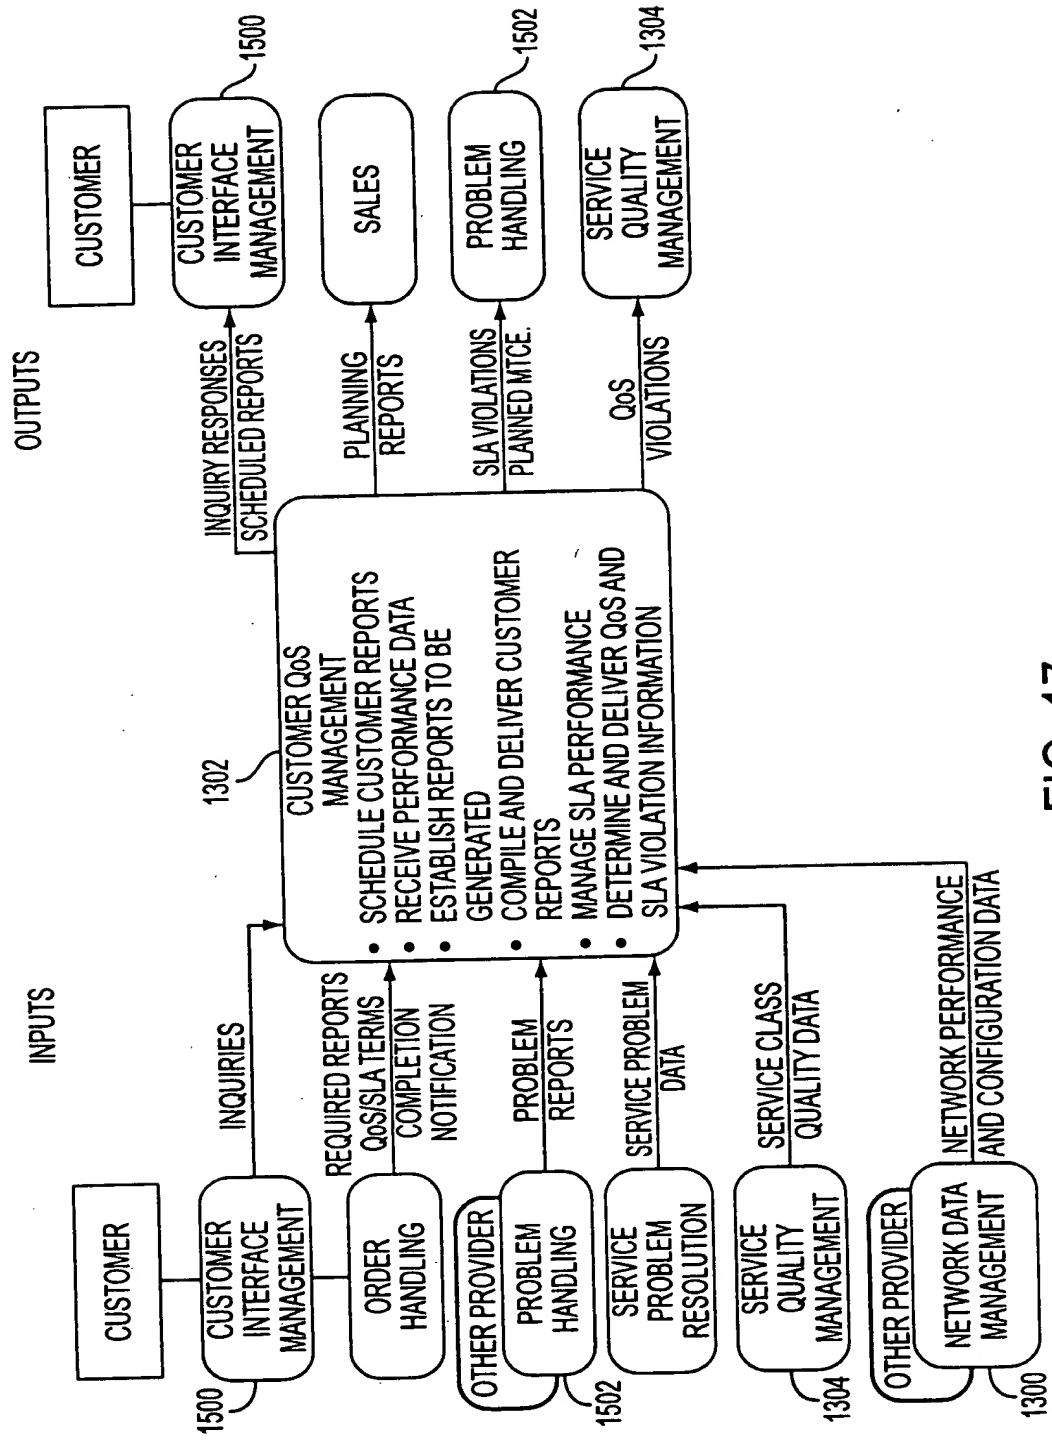 INPUTS
OUTPUTS
CUSTOMER
CUSTOMER
INTERFACE
MANAGEMENT
1500
ORDER
HANDLING
OTHER PROVIDER
PROBLEM
HANDLING
1502
SERVICE
PROBLEM
RESOLUTION
SERVICE
QUALITY
MANAGEMENT
1304
OTHER PROVIDER
NETWORK DATA
MANAGEMENT
1300
INQUIRIES
REQUIRED REPORTS
QoS/SLA TERMS
COMPLETION
NOTIFICATION
PROBLEM
REPORTS
SERVICE PROBLEM
DATA
SERVICE CLASS
QUALITY DATA
NETWORK PERFORMANCE
AND CONFIGURATION DATA
1302
CUSTOMER QoS
MANAGEMENT
• SCHEDULE CUSTOMER REPORTS
• RECEIVE PERFORMANCE DATA
• ESTABLISH REPORTS TO BE
GENERATED
• COMPILE AND DELIVER CUSTOMER
REPORTS
• MANAGE SLA PERFORMANCE
• DETERMINE AND DELIVER QoS AND
SLA VIOLATION INFORMATION
INQUIRY RESPONSES
SCHEDULED REPORTS
PLANNING
REPORTS
SLA VIOLATIONS
PLANNED MTCE.
QoS
VIOLATIONS
CUSTOMER
CUSTOMER
INTERFACE
MANAGEMENT
1500
SALES
PROBLEM
HANDLING
1502
SERVICE
QUALITY
MANAGEMENT
1304
FIG. 17